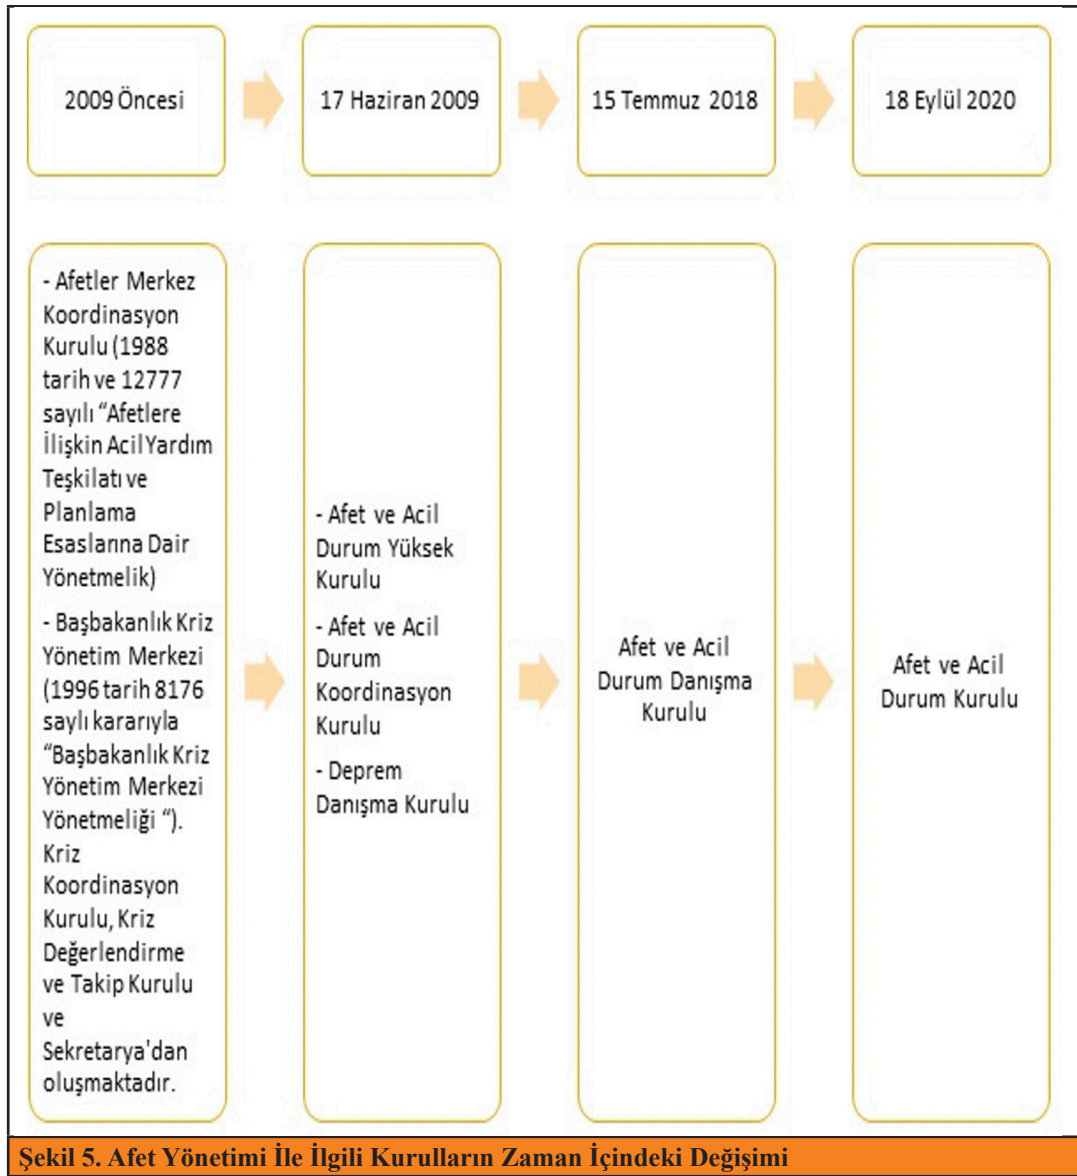 2009 Öncesi
17 Haziran 2009
15 Temmuz 2018
18 Eylül 2020
- Afetler Merkez
Koordinasyon
Kurulu (1988
tarih ve 12777
sayılı “Afetlere
İlişkin Acil Yardım
Teşkilatı ve
Planlama
Esaslarına Dair
Yönetmelik)
- Başbakanlık Kriz
Yönetim Merkezi
(1996 tarih 8176
saylı kararıyla
“Başbakanlık Kriz
Yönetim Merkezi
Yönetmeliği “).
Kriz
Koordinasyon
Kurulu, Kriz
Değerlendirme
ve Takip Kurulu
ve
Sekretarya'dan
oluşmaktadır.
- Afet ve Acil
Durum Yüksek
Kurulu
- Afet ve Acil
Durum
Koordinasyon
Kurulu
- Deprem
Danışma Kurulu
Afet ve Acil
Durum Danışma
Kurulu
Afet ve Acil
Durum Kurulu
Şekil 5. Afet Yönetimi İle İlgili Kurulların Zaman İçindeki Değişimi